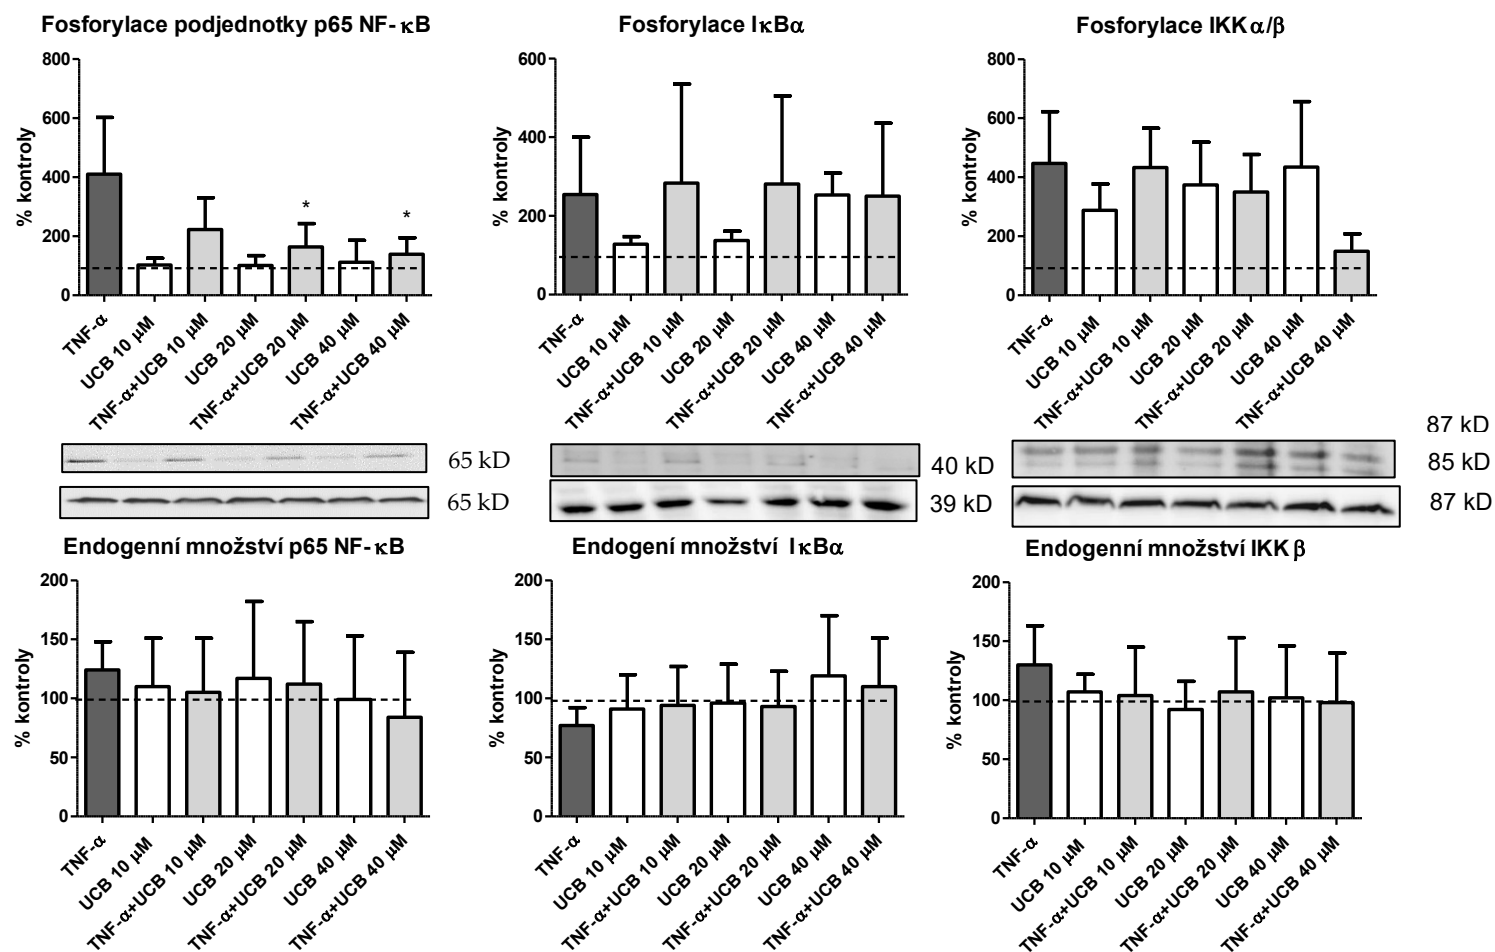 Fosforylace podjednotky p65 NF-κB
% kontroly
800
600
400
200
0
*
*
TNF-α
UCB 10 μM
TNF-α+UCB 10 μM
UCB 20 μM
TNF-α+UCB 20 μM
UCB 40 μM
TNF-α+UCB 40 μM
Fosforylace IκBα
% kontroly
600
400
200
0
TNF-α
UCB 10 μM
TNF-α+UCB 10 μM
UCB 20 μM
TNF-α+UCB 20 μM
UCB 40 μM
TNF-α+UCB 40 μM
Fosforylace IKKα/β
% kontroly
800
600
400
200
0
TNF-α
UCB 10 μM
TNF-α+UCB 10 μM
UCB 20 μM
TNF-α+UCB 20 μM
UCB 40 μM
TNF-α+UCB 40 μM
65 kD
65 kD
40 kD
39 kD
87 kD
85 kD
87 kD
Endogenní množství p65 NF-κB
% kontroly
200
150
100
50
0
TNF-α
UCB 10 μM
TNF-α+UCB 10 μM
UCB 20 μM
TNF-α+UCB 20 μM
UCB 40 μM
TNF-α+UCB 40 μM
Endogení množství IκBα
% kontroly
200
150
100
50
0
TNF-α
UCB 10 μM
TNF-α+UCB 10 μM
UCB 20 μM
TNF-α+UCB 20 μM
UCB 40 μM
TNF-α+UCB 40 μM
Endogenní množství IKKβ
% kontroly
200
150
100
50
0
TNF-α
UCB 10 μM
TNF-α+UCB 10 μM
UCB 20 μM
TNF-α+UCB 20 μM
UCB 40 μM
TNF-α+UCB 40 μM